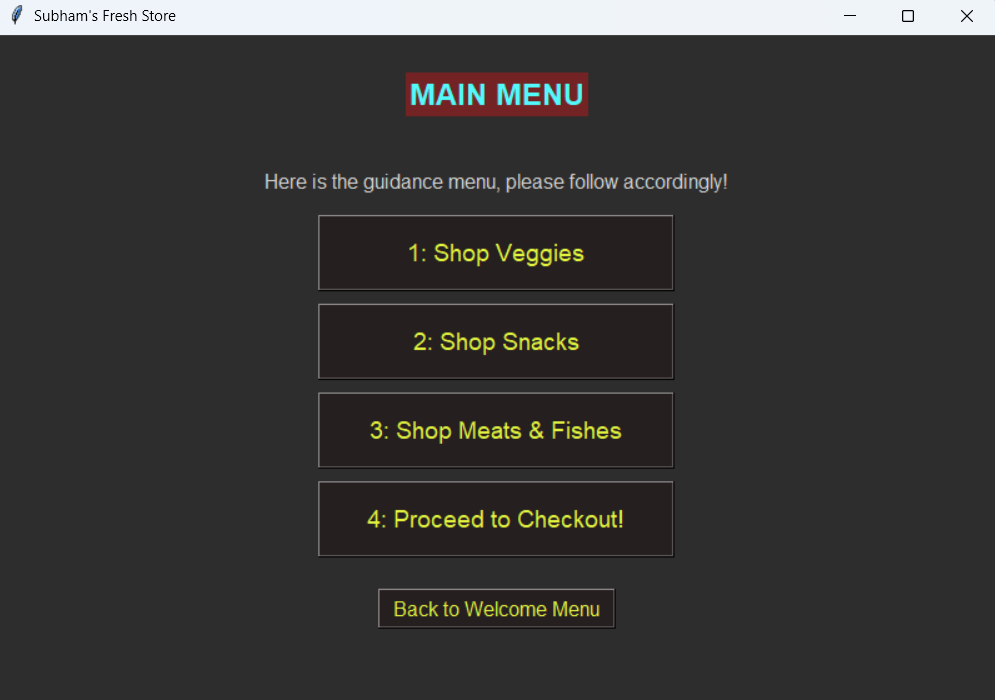 Subham's Fresh Store
MAIN MENU
Here is the guidance menu, please follow accordingly!
1: Shop Veggies
2: Shop Snacks
3: Shop Meats & Fishes
4: Proceed to Checkout!
Back to Welcome Menu